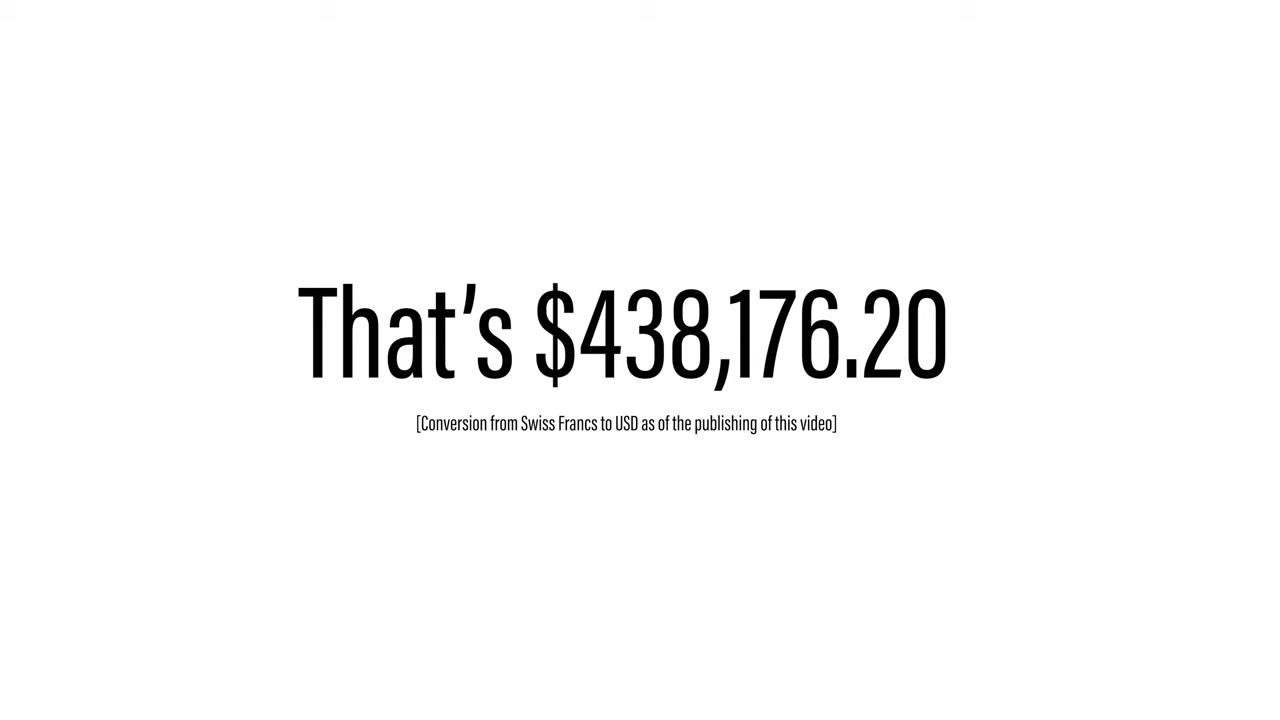 That’s $438,176.20
[Conversion from Swiss Francs to USD as of the publishing of this video]